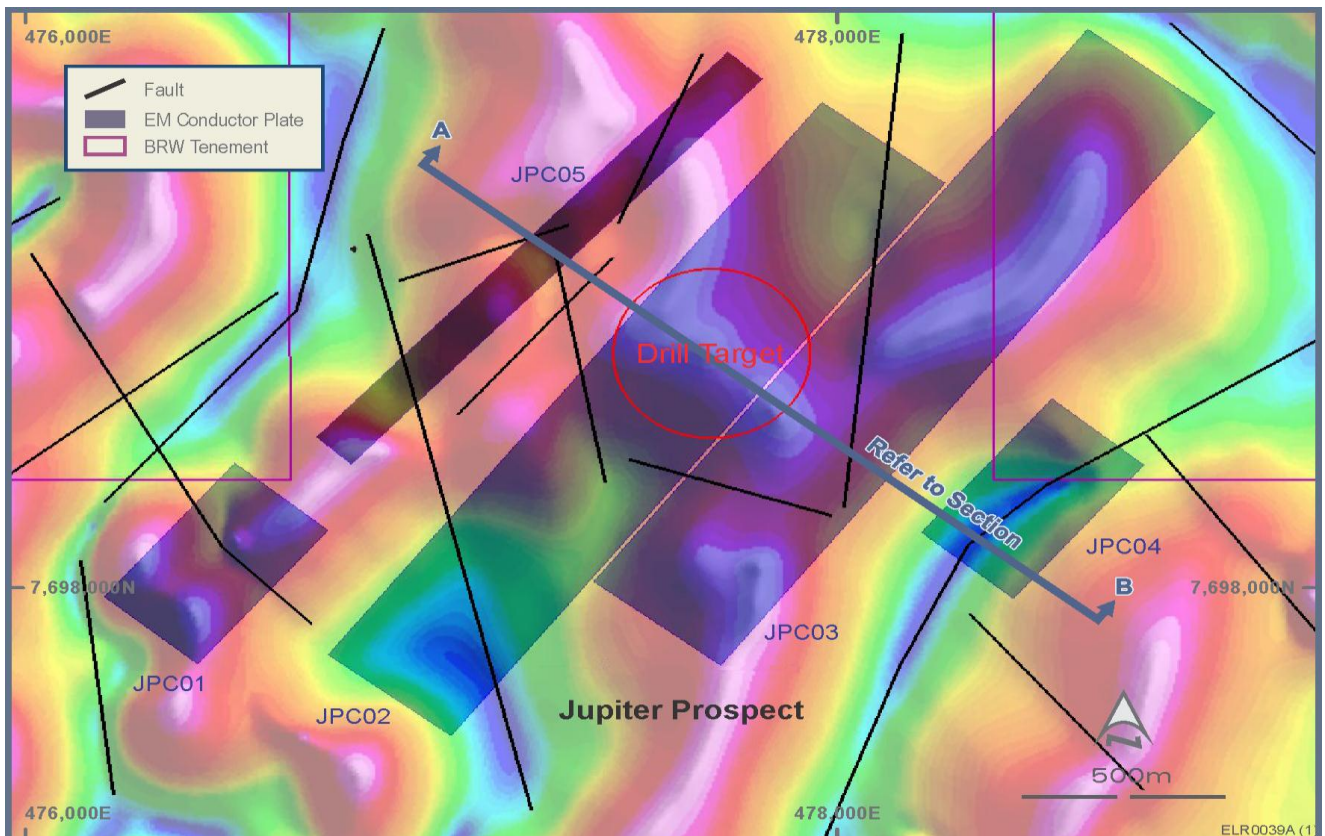 476,000E
478,000E
Fault
EM Conductor Plate
BRW Tenement
A
JPC05
Drill Target
Refer to Section
JPC04
7,698,000N
7,698,000N
B
JPC03
JPC01
JPC02
Jupiter Prospect
500m
476,000E
478,000E
ELR0039A (1)